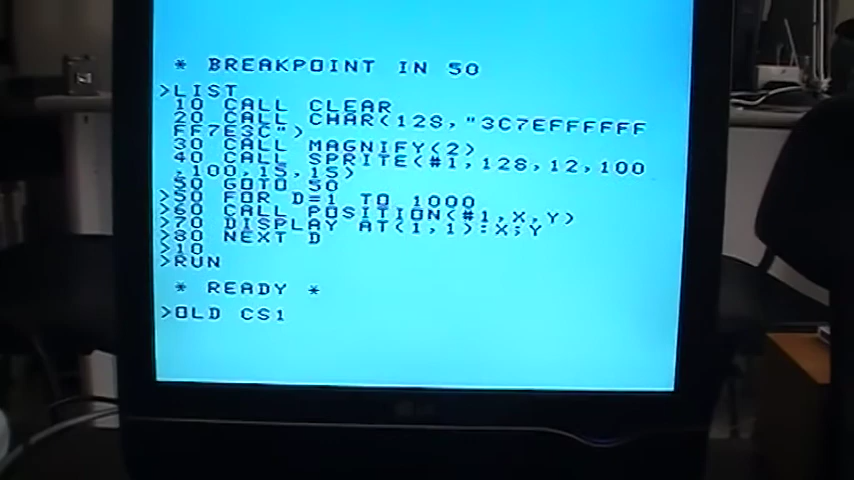 * BREAKPOINT IN 50
>LIST
10 CALL CLEAR
20 CALL CHAR(128,"3C7EFFFFFF
FF7E3C")
30 CALL MAGNIFY(2)
40 CALL SPRITE(#1,128,12,100
,100,15,15)
50 GOTO 50
>50 FOR D=1 TO 1000
>60 CALL POSITION(#1,X,Y)
>70 DISPLAY AT(1,1):X;Y
>80 NEXT D
>10
>RUN
* READY *
>OLD CS1